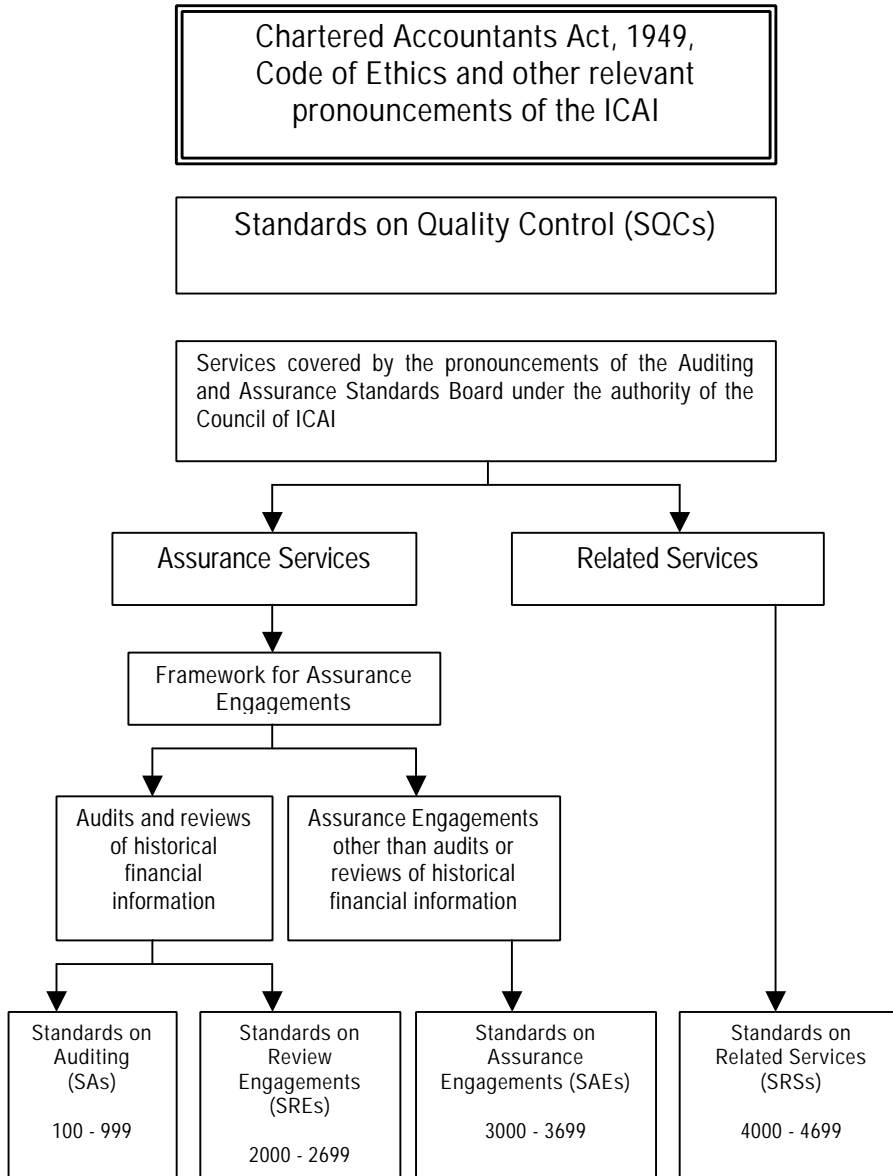 Chartered Accountants Act, 1949,
Code of Ethics and other relevant
pronouncements of the ICAI
Standards on Quality Control (SQCs)
Services covered by the pronouncements of the Auditing
and Assurance Standards Board under the authority of the
Council of ICAI
Assurance Services
Related Services
Framework for Assurance
Engagements
Audits and reviews
of historical
financial
information
Assurance Engagements
other than audits or
reviews of historical
financial information
Standards on
Auditing
(SAs)
100 - 999
Standards on
Review
Engagements
(SREs)
2000 - 2699
Standards on
Assurance
Engagements (SAEs)
3000 - 3699
Standards on
Related Services
(SRSs)
4000 - 4699